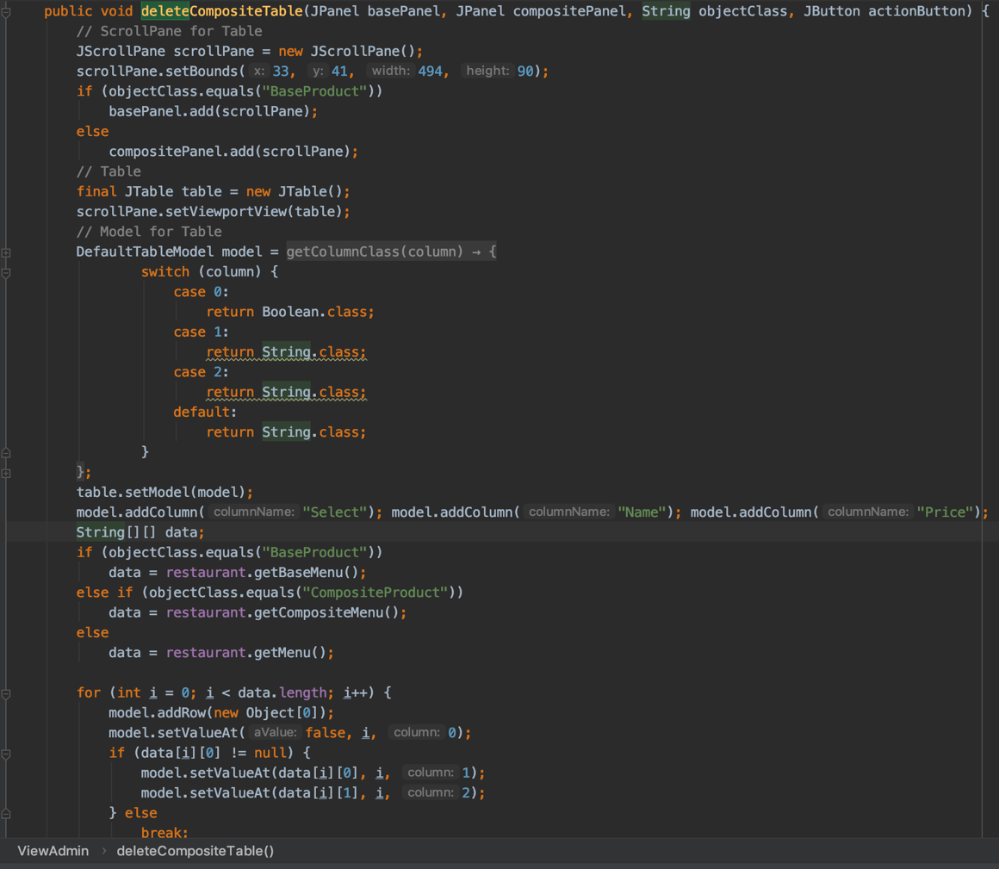 public void deleteCompositeTable(JPanel basePanel, JPanel compositePanel, String objectClass, JButton actionButton) {
// ScrollPane for Table
JScrollPane scrollPane = new JScrollPane();
scrollPane.setBounds( x: 33, y: 41, width: 494, height: 90);
if (objectClass.equals("BaseProduct"))
basePanel.add(scrollPane);
else
compositePanel.add(scrollPane);
// Table
final JTable table = new JTable();
scrollPane.setViewportView(table);
// Model for Table
DefaultTableModel model = getColumnClass(column) → {
switch (column) {
case 0:
return Boolean.class;
case 1:
return String.class;
case 2:
return String.class;
default:
return String.class;
}
};
table.setModel(model);
model.addColumn( columnName: "Select"); model.addColumn( columnName: "Name"); model.addColumn( columnName: "Price");
String[][] data;
if (objectClass.equals("BaseProduct"))
data = restaurant.getBaseMenu();
else if (objectClass.equals("CompositeProduct"))
data = restaurant.getCompositeMenu();
else
data = restaurant.getMenu();
for (int i = 0; i < data.length; i++) {
model.addRow(new Object[0]);
model.setValueAt( aValue: false, i, column: 0);
if (data[i][0] != null) {
model.setValueAt(data[i][0], i, column: 1);
model.setValueAt(data[i][1], i, column: 2);
} else
break;
ViewAdmin › deleteCompositeTable()